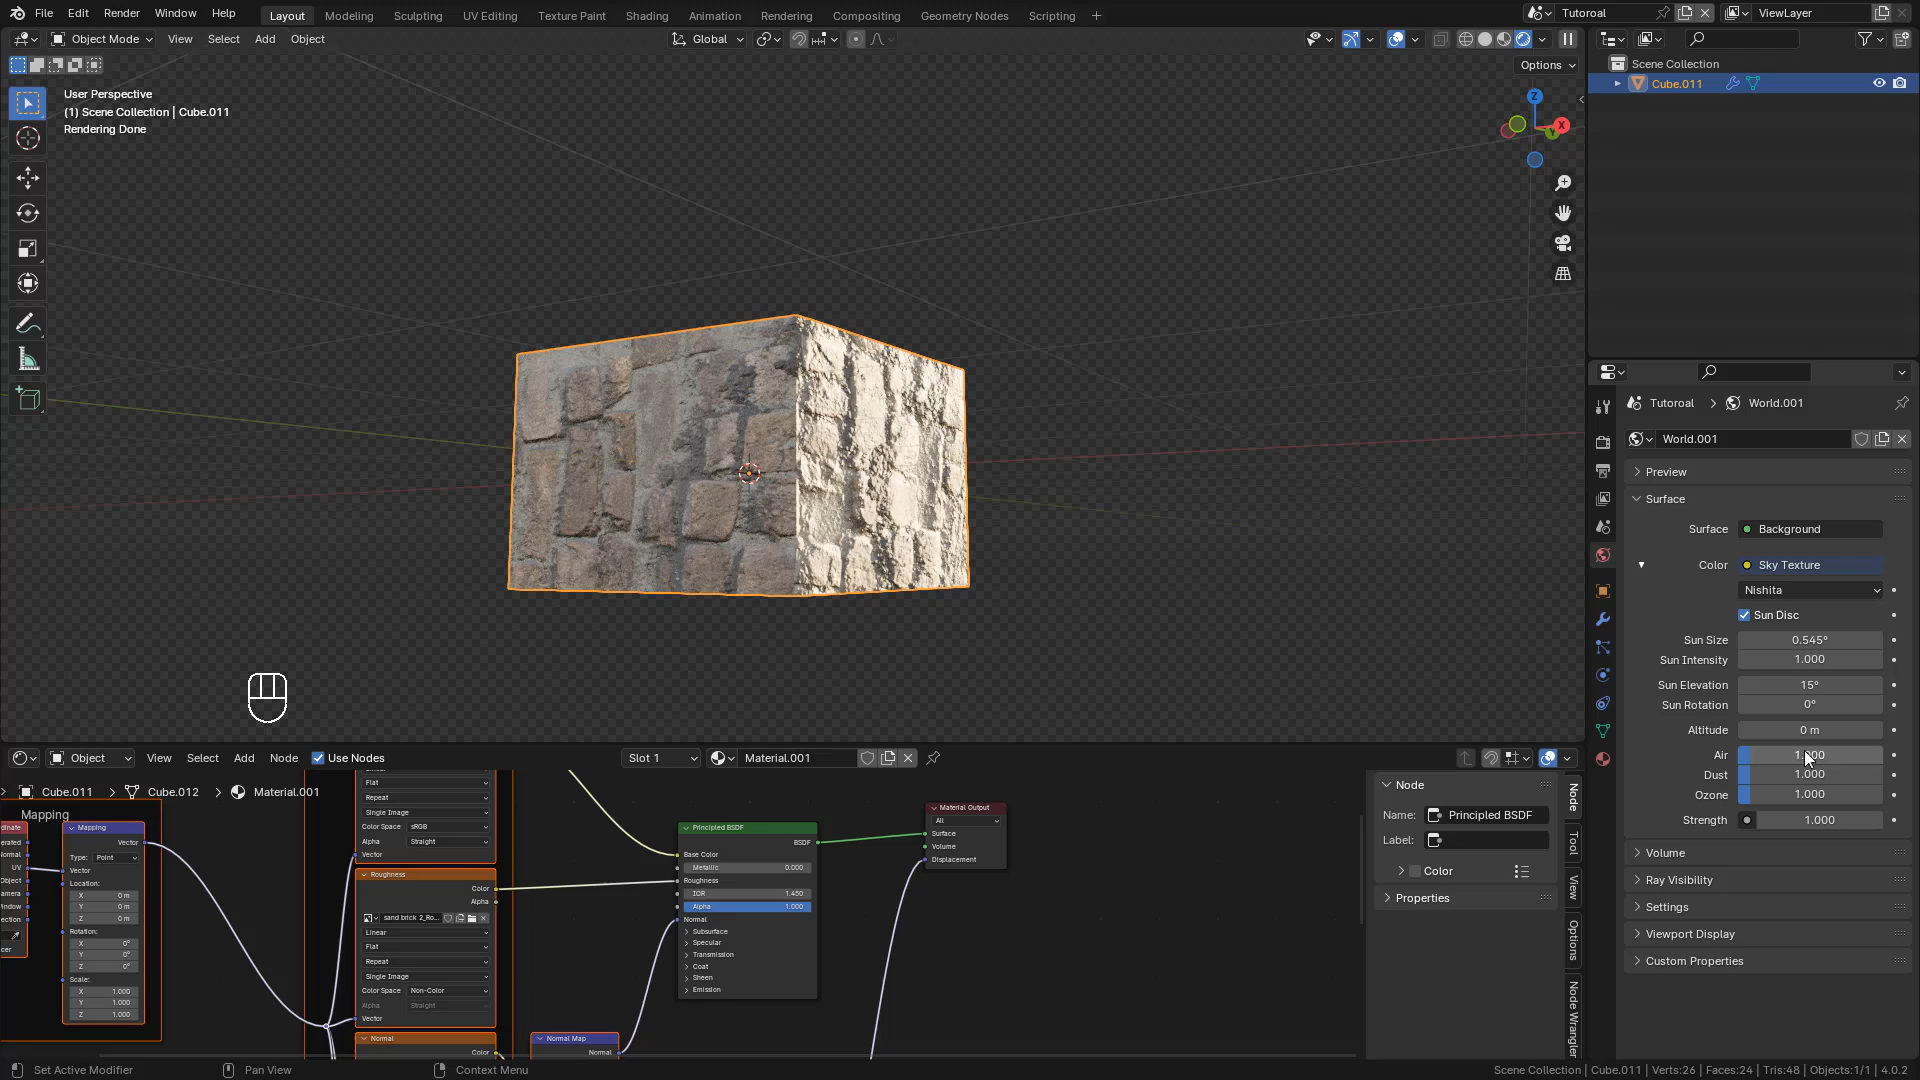 File Edit Render Window Help Layout Modeling Sculpting UV Editing Texture Paint Shading Animation Rendering Compositing Geometry Nodes Scripting + Tutoroal ViewLayer
Object Mode View Select Add Object Global
Options
User Perspective
(1) Scene Collection | Cube.011
Rendering Done
Z
X
Y
Scene Collection
Cube.011
Tutoroal > World.001
World.001
Preview
Surface
Surface Background
Color Sky Texture
Nishita
Sun Disc
Sun Size 0.545°
Sun Intensity 1.000
Sun Elevation 15°
Sun Rotation 0°
Altitude 0 m
Air
Dust 1.000
Ozone 1.000
Strength 1.000
Volume
Ray Visibility
Settings
Viewport Display
Custom Properties
Object View Select Add Node Use Nodes Slot 1 Material.001
Cube.011 > Cube.012 > Material.001
Mapping
Mapping
Vector
Type: Point
Vector
Location:
X 0 m
Y 0 m
Z 0 m
Rotation:
X 0°
Y 0°
Z 0°
Scale:
X 1.000
Y 1.000
Z 1.000
UV
Flat
Repeat
Single Image
Color Space sRGB
Alpha Straight
Vector
Roughness
Color
Alpha
sand brick 2_Ro...
Linear
Flat
Repeat
Single Image
Color Space Non-Color
Alpha Straight
Vector
Normal
Color
Normal Map
Normal
Principled BSDF
BSDF
Base Color
Metallic 0.000
Roughness
IOR 1.450
Alpha 1.000
Normal
Subsurface
Specular
Transmission
Coat
Sheen
Emission
Material Output
All
Surface
Volume
Displacement
Node
Name: Principled BSDF
Label:
Color
Properties
Node
Tool
View
Options
Node Wrangler
Set Active Modifier Pan View Context Menu Scene Collection | Cube.011 | Verts:26 | Faces:24 | Tris:48 | Objects:1/1 | 4.0.2